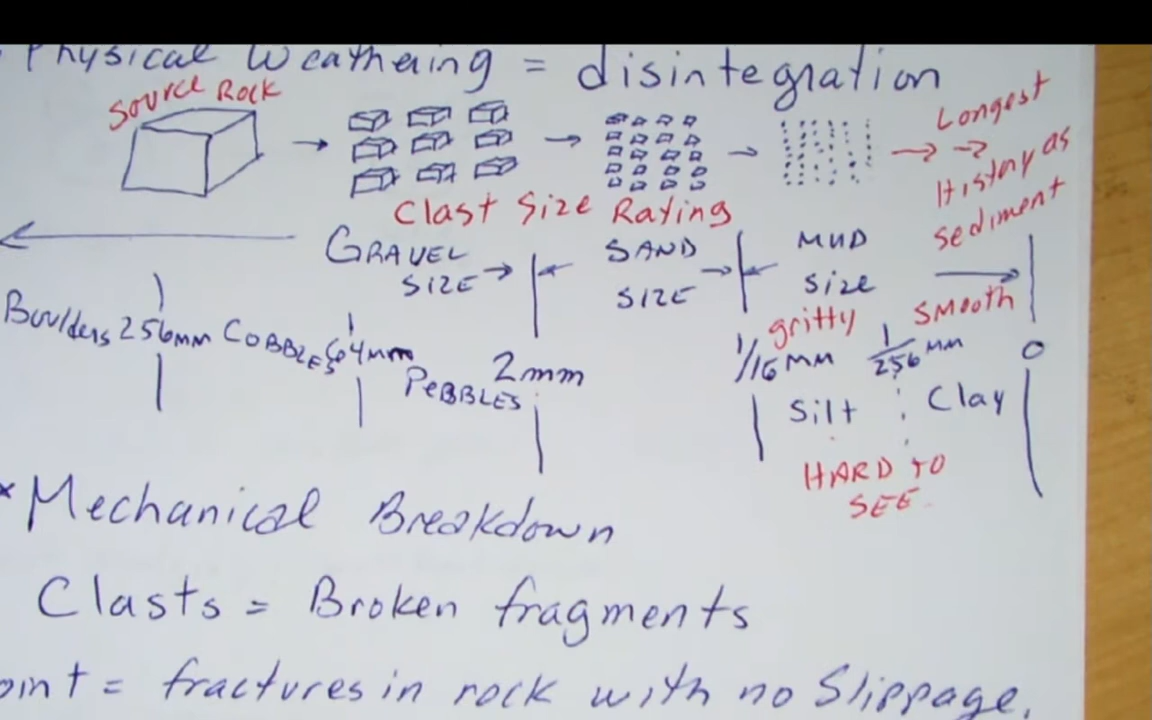 Physical Weathering = disintegration
Source Rock
Longest
History as
sediment
Clast Size Rating
GRAVEL
SIZE
SAND
SIZE
MUD
size
gritty
smooth
Boulders 256mm COBBLES 64mm
PEBBLES
2mm
1/16 mm
1/256 mm
0
Silt
Clay
HARD TO
SEE
* Mechanical Breakdown
Clasts = Broken fragments
oint = fractures in rock with no Slippage.